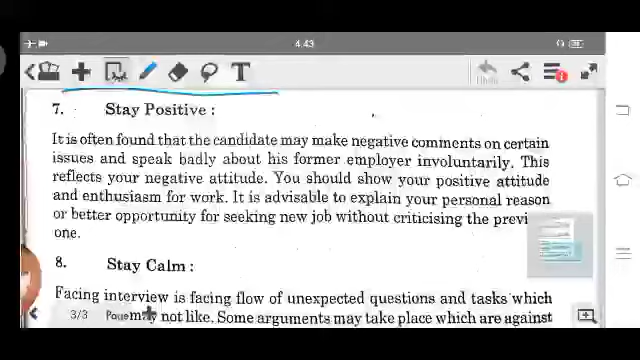 4.43
Undo
7. Stay Positive :
It is often found that the candidate may make negative comments on certain
issues and speak badly about his former employer involuntarily. This
reflects your negative attitude. You should show your positive attitude
and enthusiasm for work. It is advisable to explain your personal reason
or better opportunity for seeking new job without criticising the previ
one.
8. Stay Calm :
Facing interview is facing flow of unexpected questions and tasks which
3/3 Page may not like. Some arguments may take place which are against